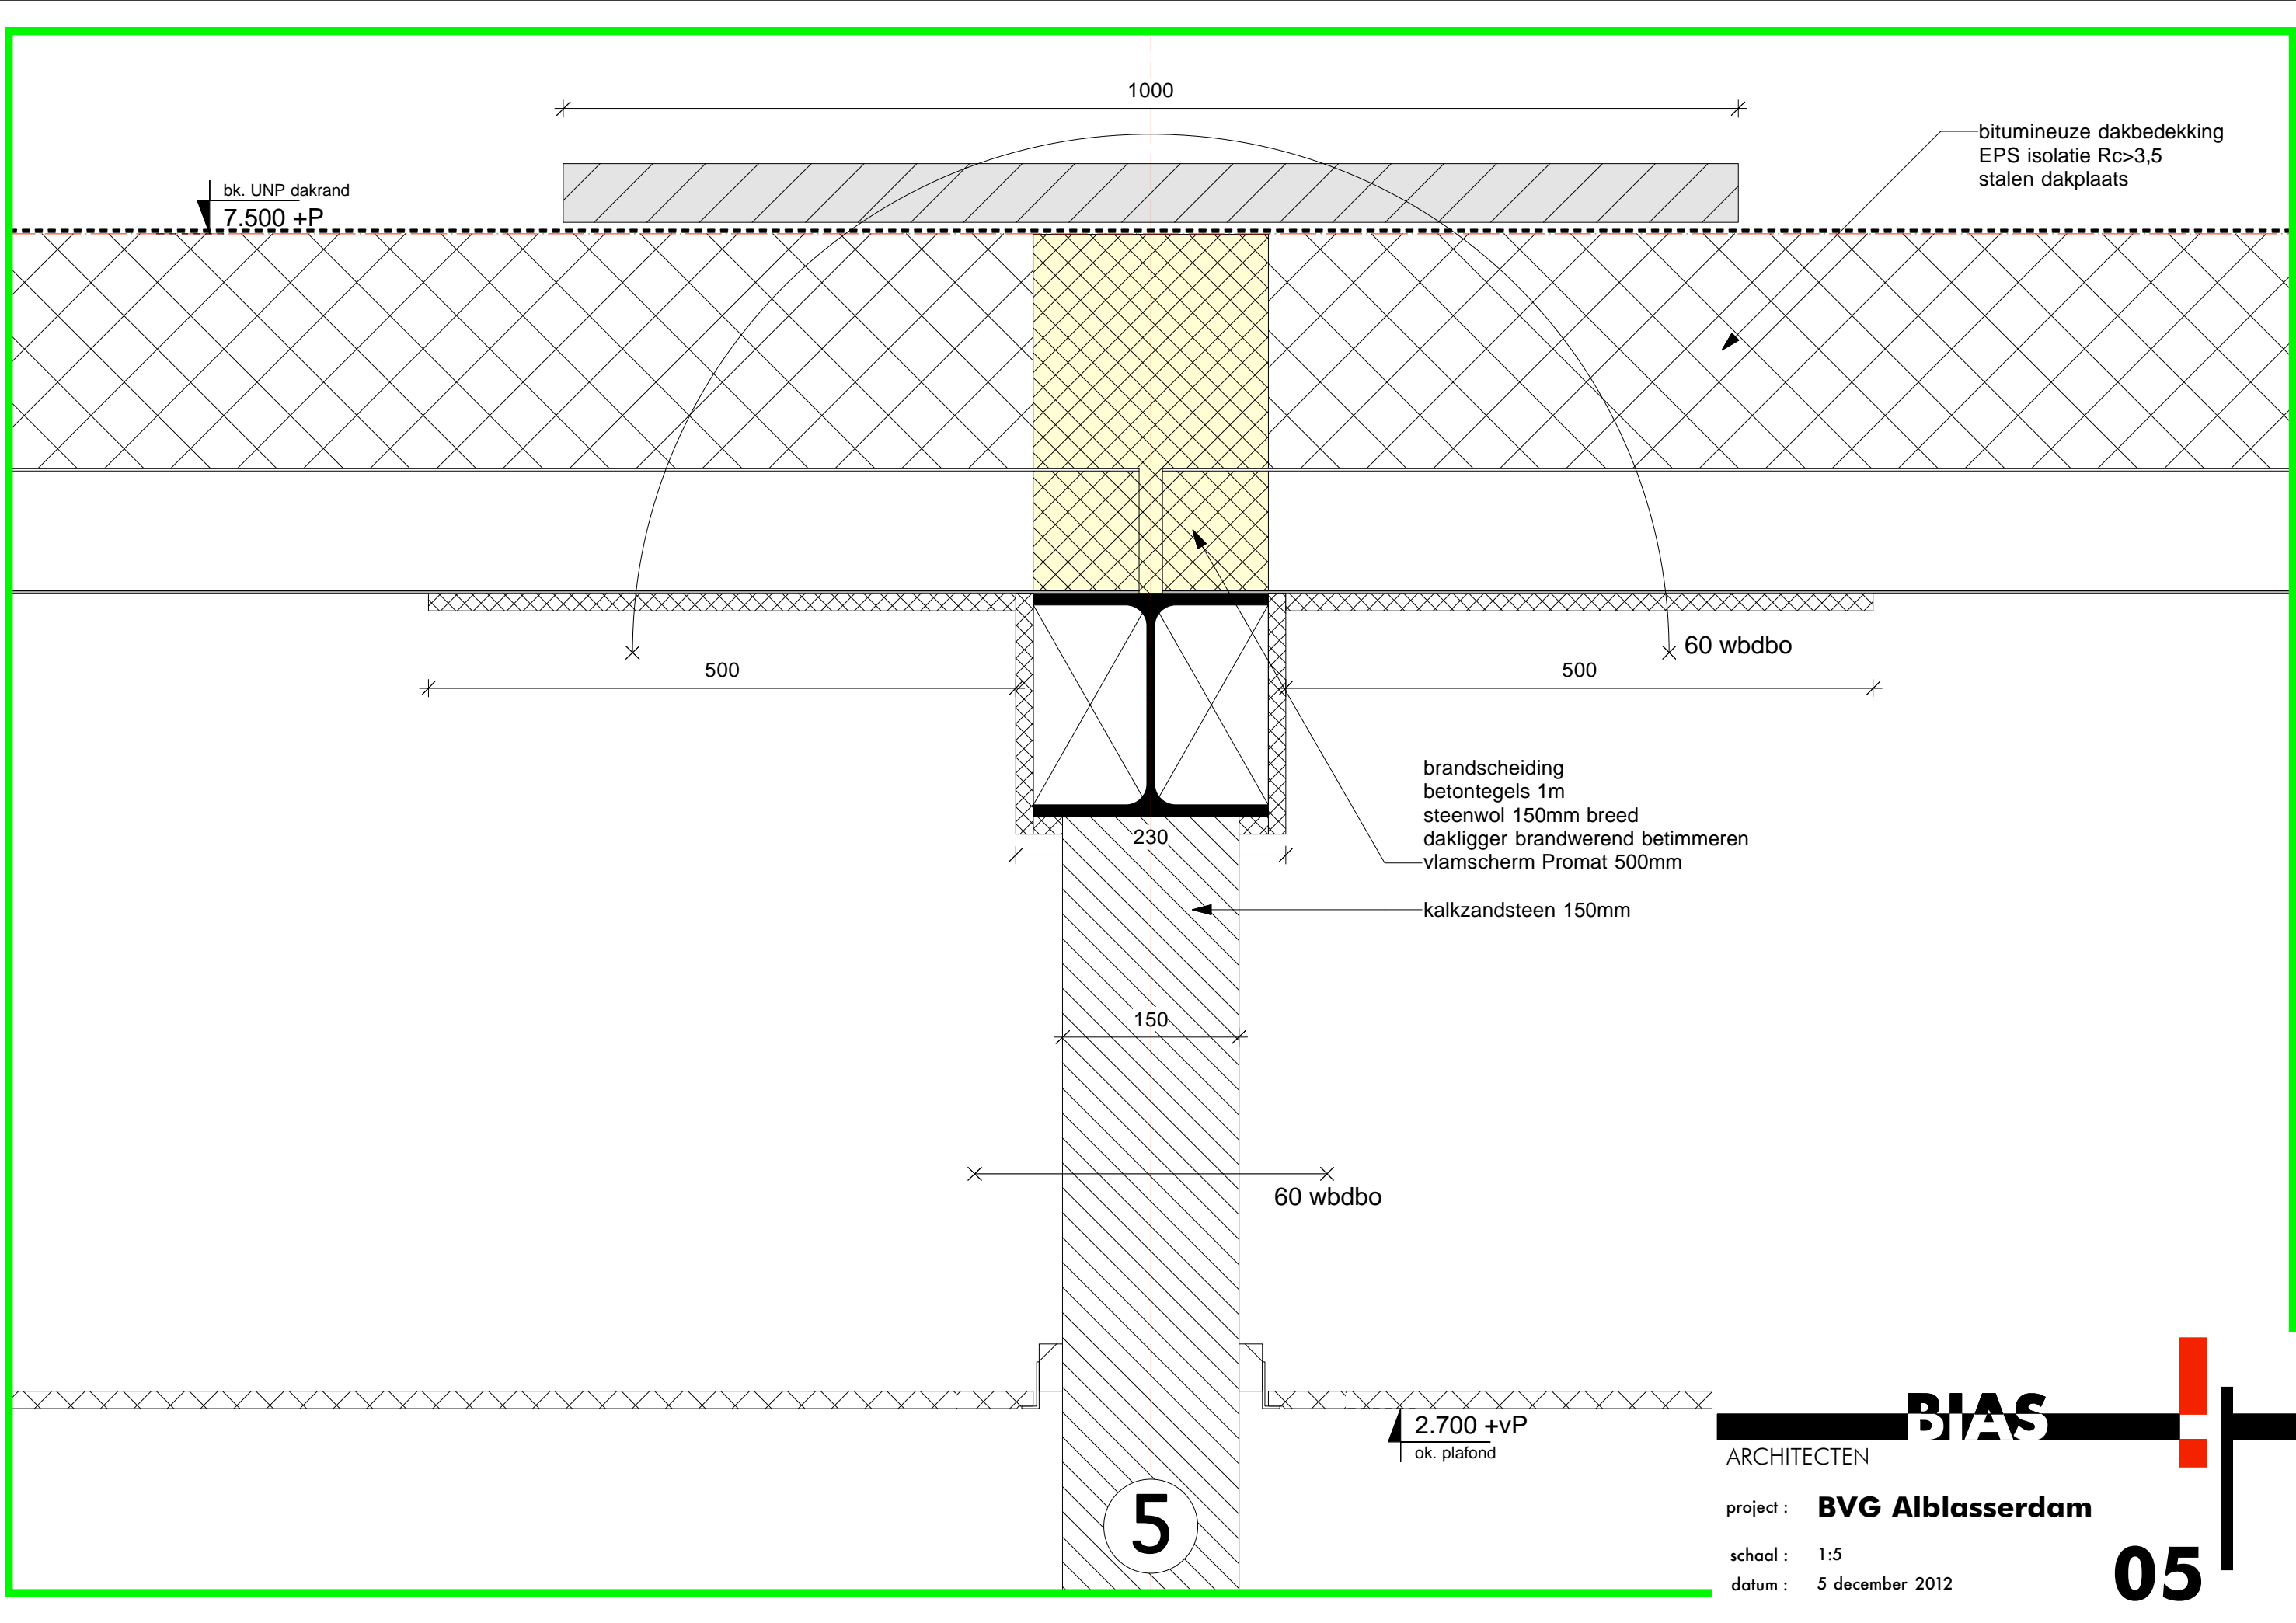 1000
bitumineuze dakbedekking
EPS isolatie Rc>3,5
stalen dakplaats
bk. UNP dakrand
7.500 +P
60 wbdbo
500
500
brandscheiding
betontegels 1m
steenwol 150mm breed
dakligger brandwerend betimmeren
vlamscherm Promat 500mm
230
kalkzandsteen 150mm
150
60 wbdbo
2.700 +vP
ok. plafond
5
BIAS
ARCHITECTEN
project : BVG Alblasserdam
schaal : 1:5
datum : 5 december 2012
05